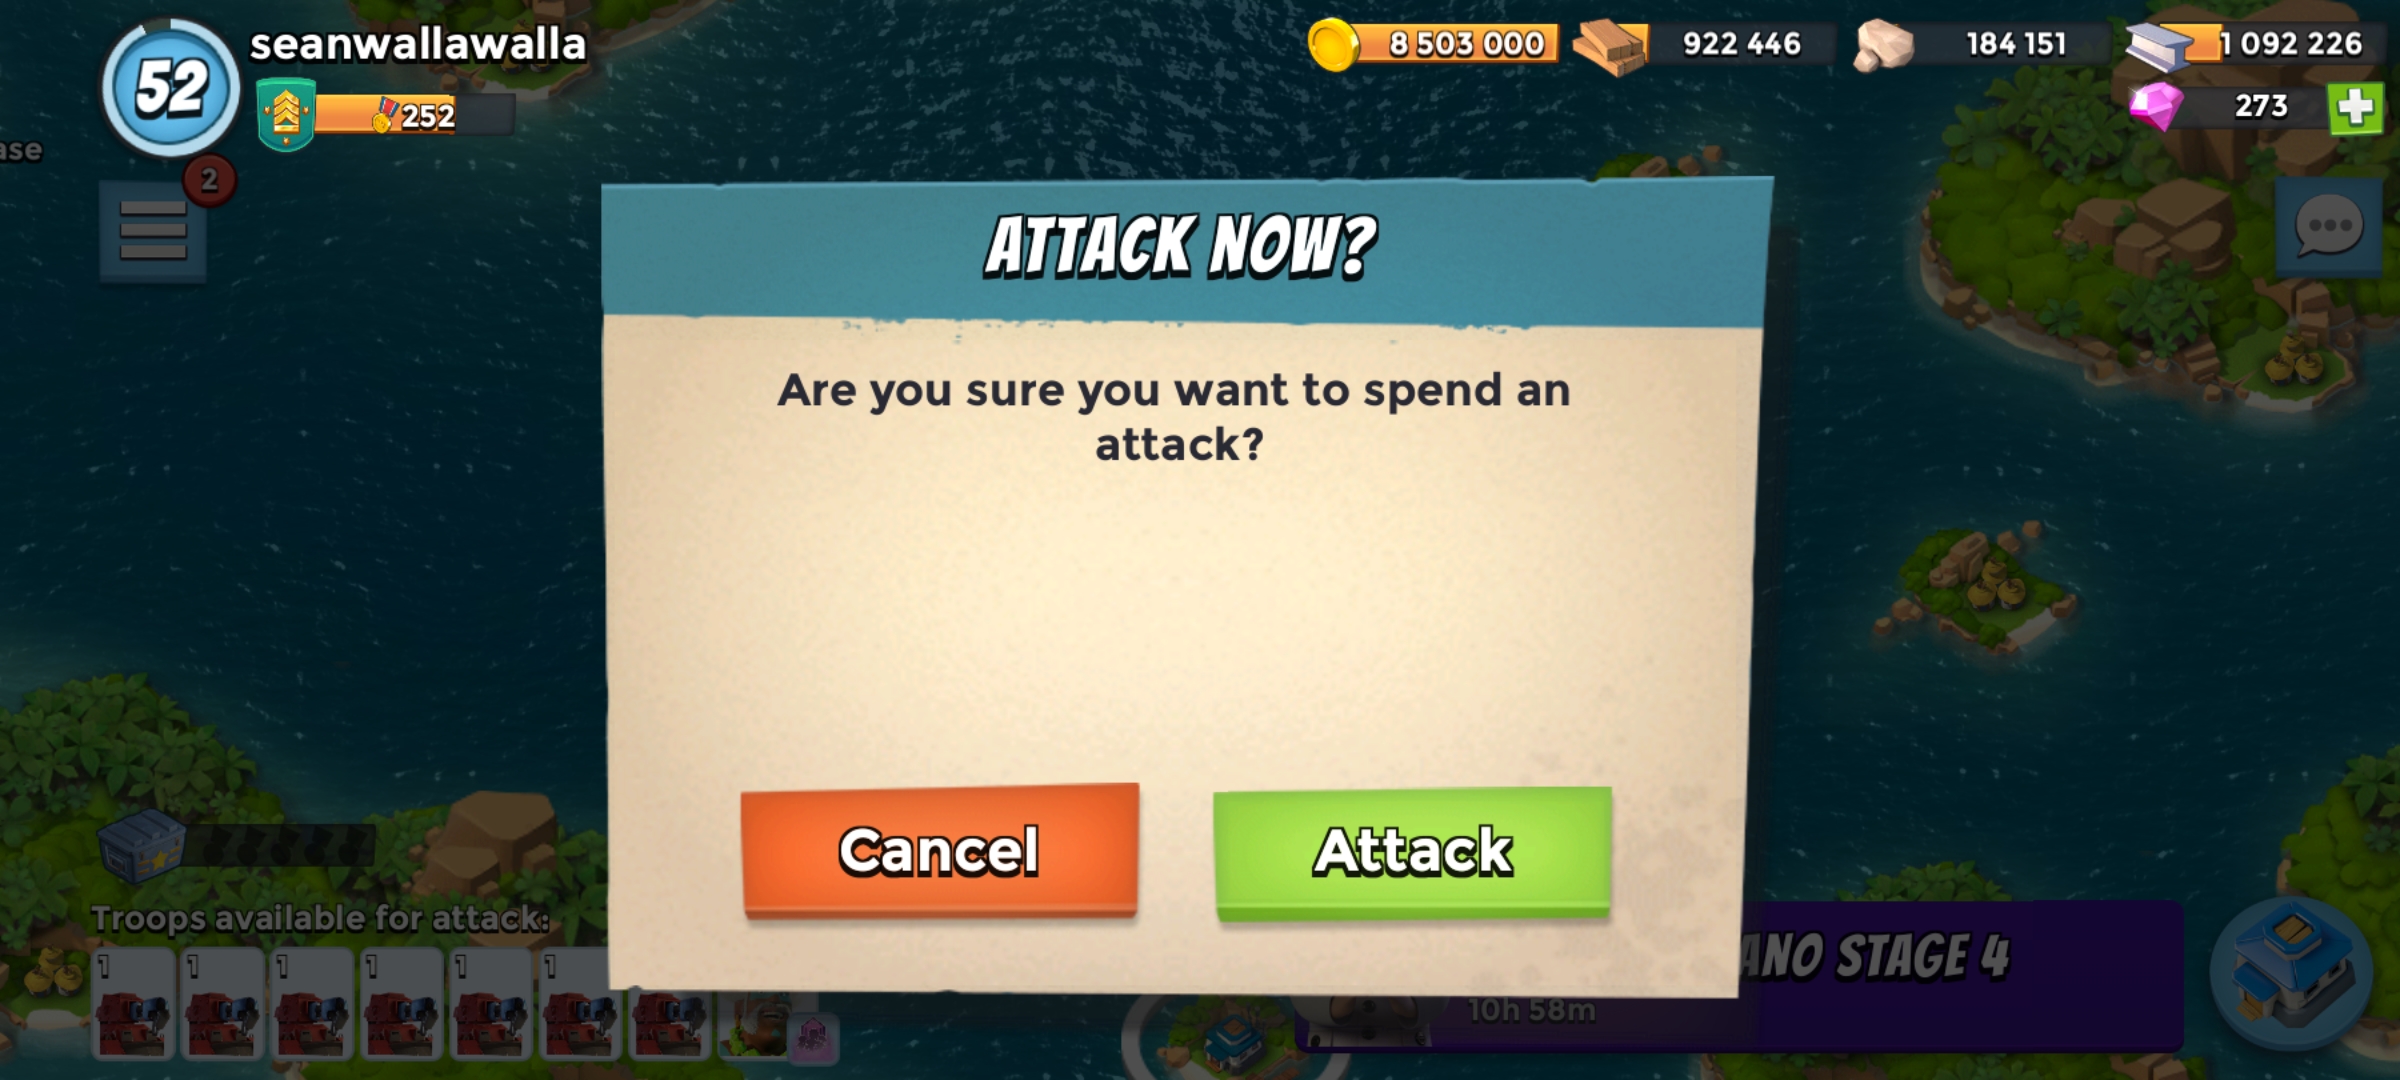 52
seanwallawalla
252
8 503 000
922 446
184 151
1 092 226
273
2
ATTACK NOW?
Are you sure you want to spend an
attack?
Cancel
Attack
Troops available for attack:
1
1
1
1
1
1
STAGE 4
10h 58m